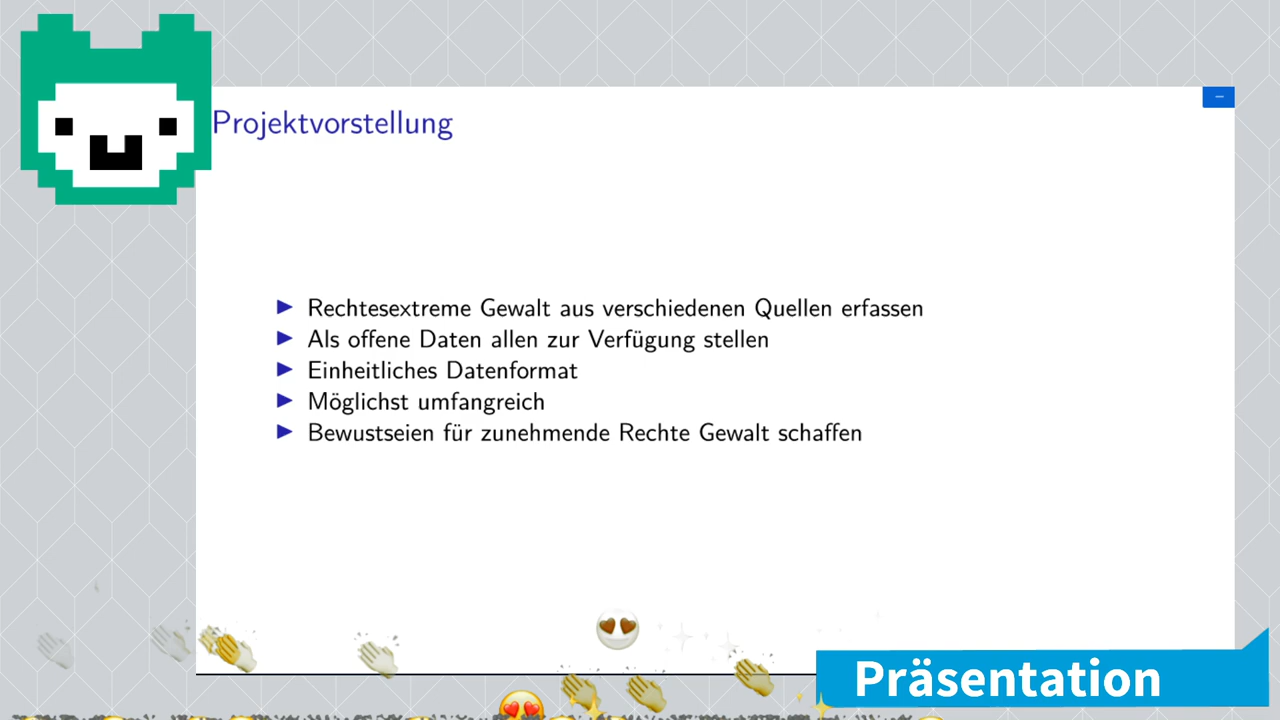 Projektvorstellung
Rechtesextreme Gewalt aus verschiedenen Quellen erfassen
Als offene Daten allen zur Verfügung stellen
Einheitliches Datenformat
Möglichst umfangreich
Bewustseien für zunehmende Rechte Gewalt schaffen
Präsentation